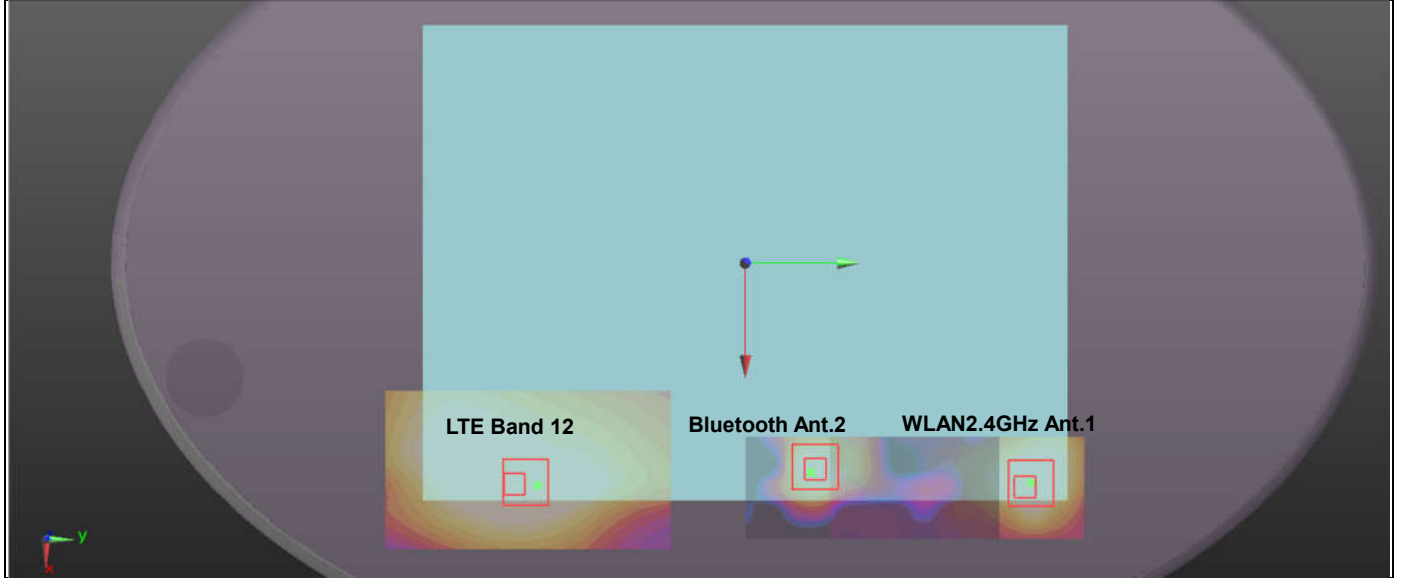 LTE Band 12
Bluetooth Ant.2
WLAN2.4GHz Ant.1
y
x